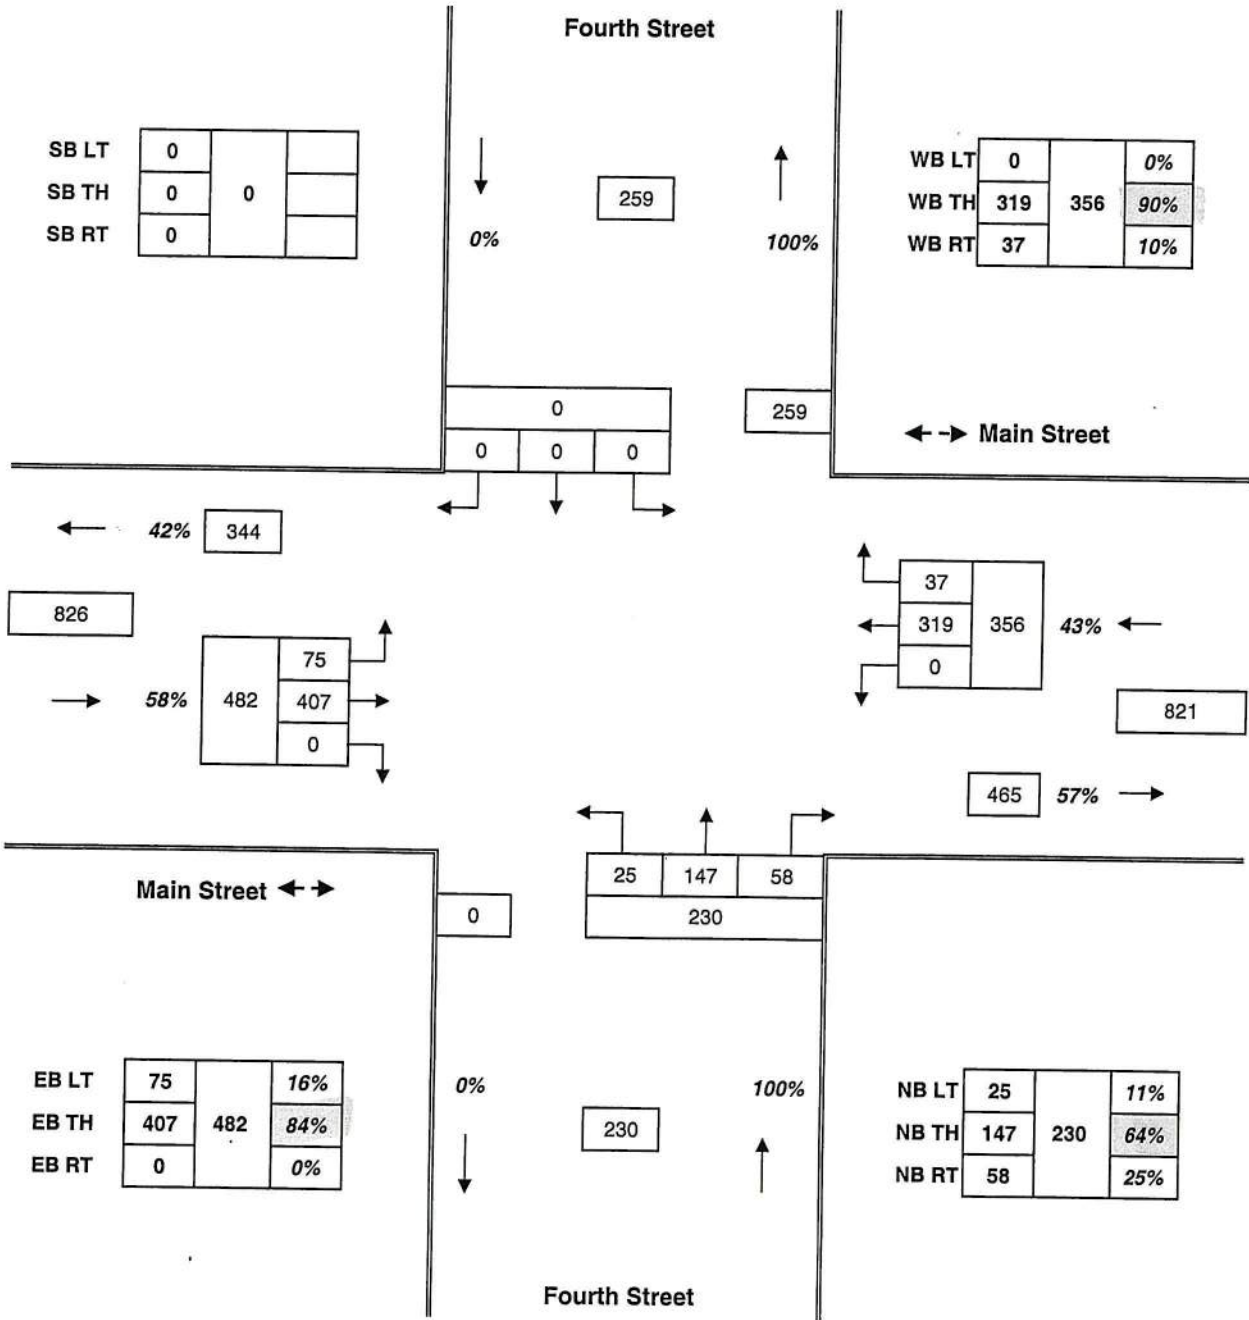 Fourth Street
SB LT 0
SB TH 0 0
SB RT 0
259
0%
100%
WB LT 0 0%
WB TH 319 356 90%
WB RT 37 10%
0
0 0 0
259
Main Street
42% 344
826
75
58% 482 407
0
37
319 356 43%
0
821
465 57%
25 147 58
230
Main Street
0
EB LT 75 16%
EB TH 407 482 84%
EB RT 0 0%
0%
100%
230
NB LT 25 11%
NB TH 147 230 64%
NB RT 58 25%
Fourth Street